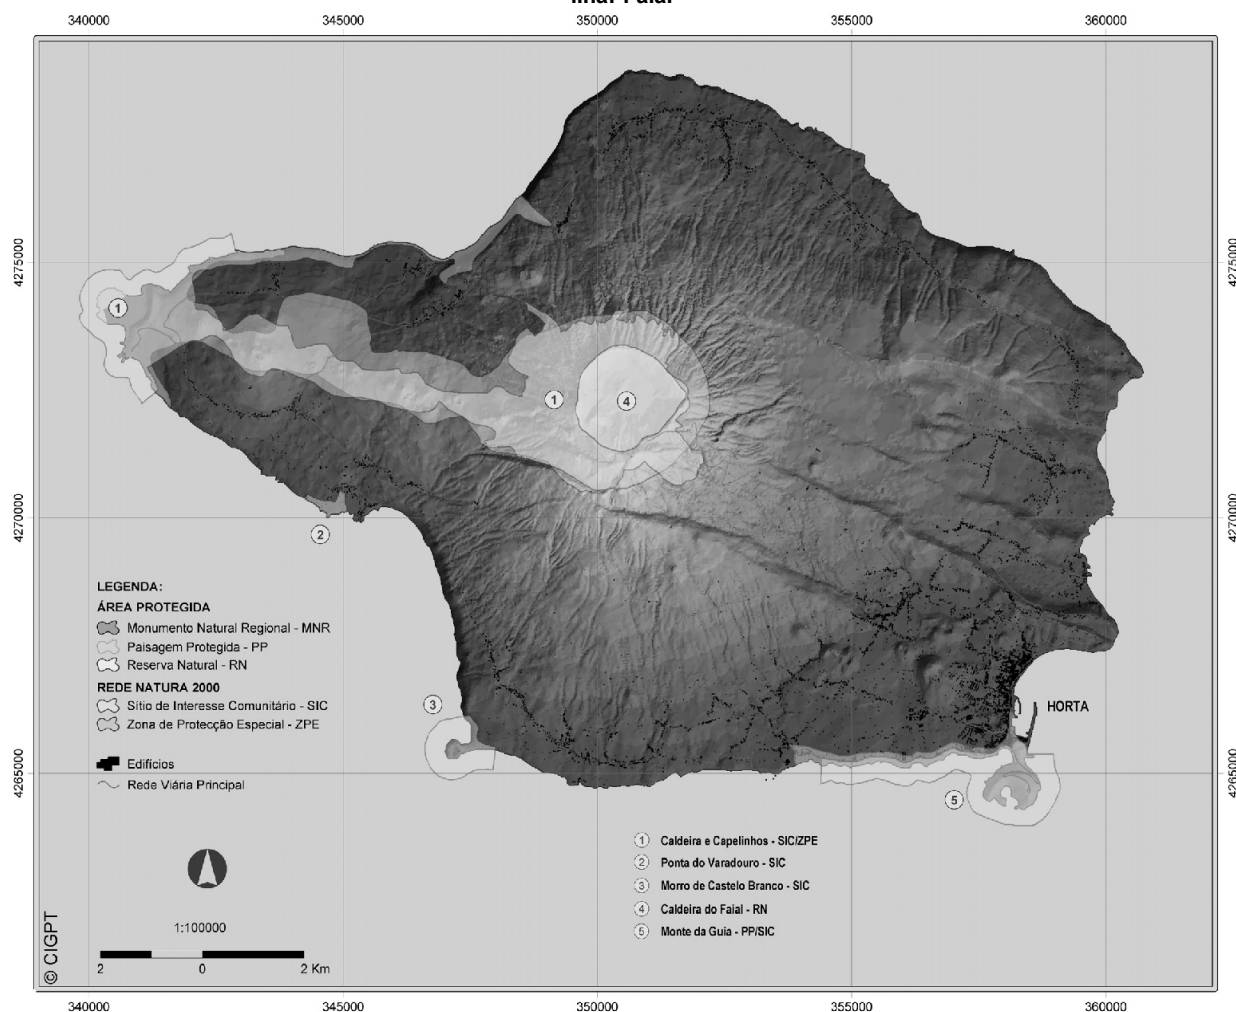 Ilha: Faial
340000 345000 350000 355000 360000
4275000 4275000
1
1 4
4270000 4270000
2
LEGENDA:
ÁREA PROTEGIDA
Monumento Natural Regional - MNR
Paisagem Protegida - PP
Reserva Natural - RN
REDE NATURA 2000
Sítio de Interesse Comunitário - SIC
Zona de Protecção Especial - ZPE
Edifícios
Rede Viária Principal
3
HORTA
4265000 4265000
5
1 Caldeira e Capelinhos - SIC/ZPE
2 Ponta do Varadouro - SIC
3 Morro de Castelo Branco - SIC
4 Caldeira do Faial - RN
5 Monte da Guia - PP/SIC
1:100000
2 0 2 Km
© CIGPT
340000 345000 350000 355000 360000